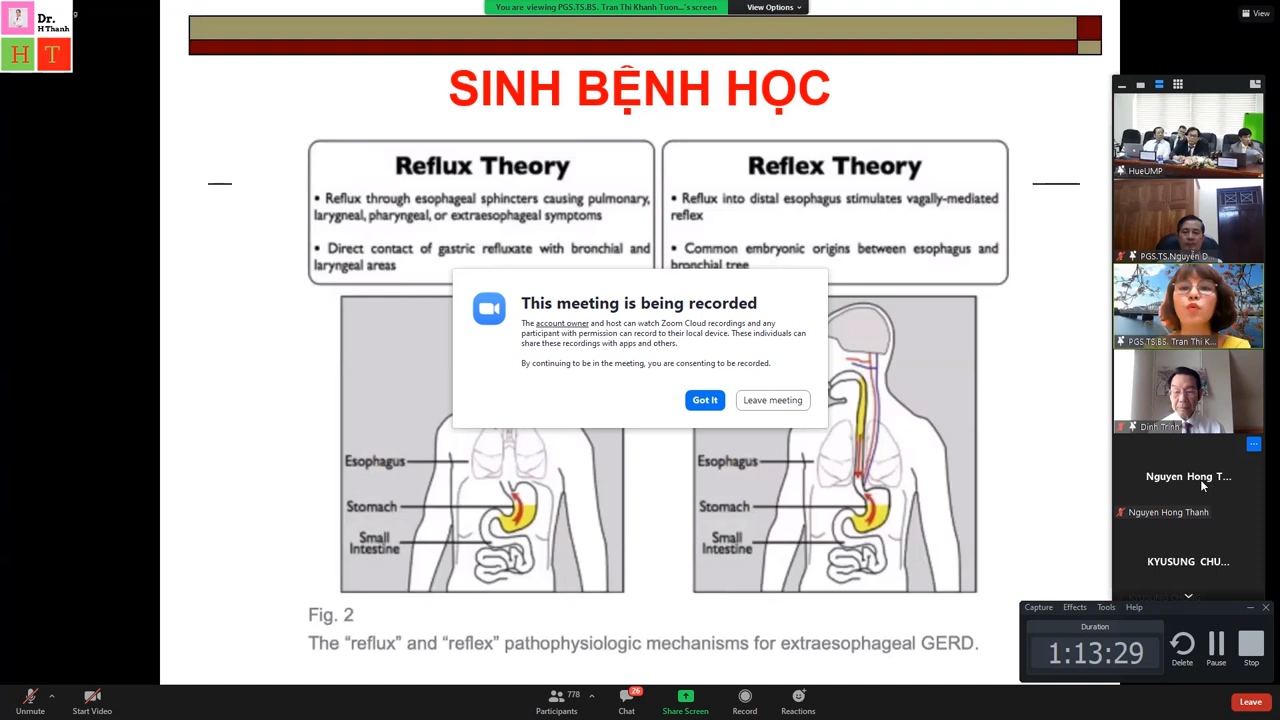 Dr.
H Thanh
H T
You are viewing PGS.TS.BS. Tran Thi Khanh Tuon...'s screen
View Options
View
SINH BỆNH HỌC
Reflux Theory
▪ Reflux through esophageal sphincters causing pulmonary,
larygneal, pharyngeal, or extraesophageal symptoms
▪ Direct contact of gastric refluxate with bronchial and
laryngeal areas
Reflex Theory
▪ Reflux into distal esophagus stimulates vagally-mediated
reflex
▪ Common embryonic origins between esophagus and
bronchial tree
This meeting is being recorded
The account owner and host can watch Zoom Cloud recordings and any
participant with permission can record to their local device. These individuals can
share these recordings with apps and others.
By continuing to be in the meeting, you are consenting to be recorded.
Got It
Leave meeting
Esophagus
Stomach
Small
Intestine
Esophagus
Stomach
Small
Intestine
Fig. 2
The “reflux” and “reflex” pathophysiologic mechanisms for extraesophageal GERD.
HueUMP
PGS.TS.Nguyễn D...
PGS.TS.BS. Tran Thi K...
Dinh Trinh
Nguyen Hong T...
Nguyen Hong Thanh
KYUSUNG CHU...
Capture Effects Tools Help
Duration
1:13:29
Delete
Pause
Stop
Unmute
Start Video
778
Participants
26
Chat
Share Screen
Record
Reactions
Leave